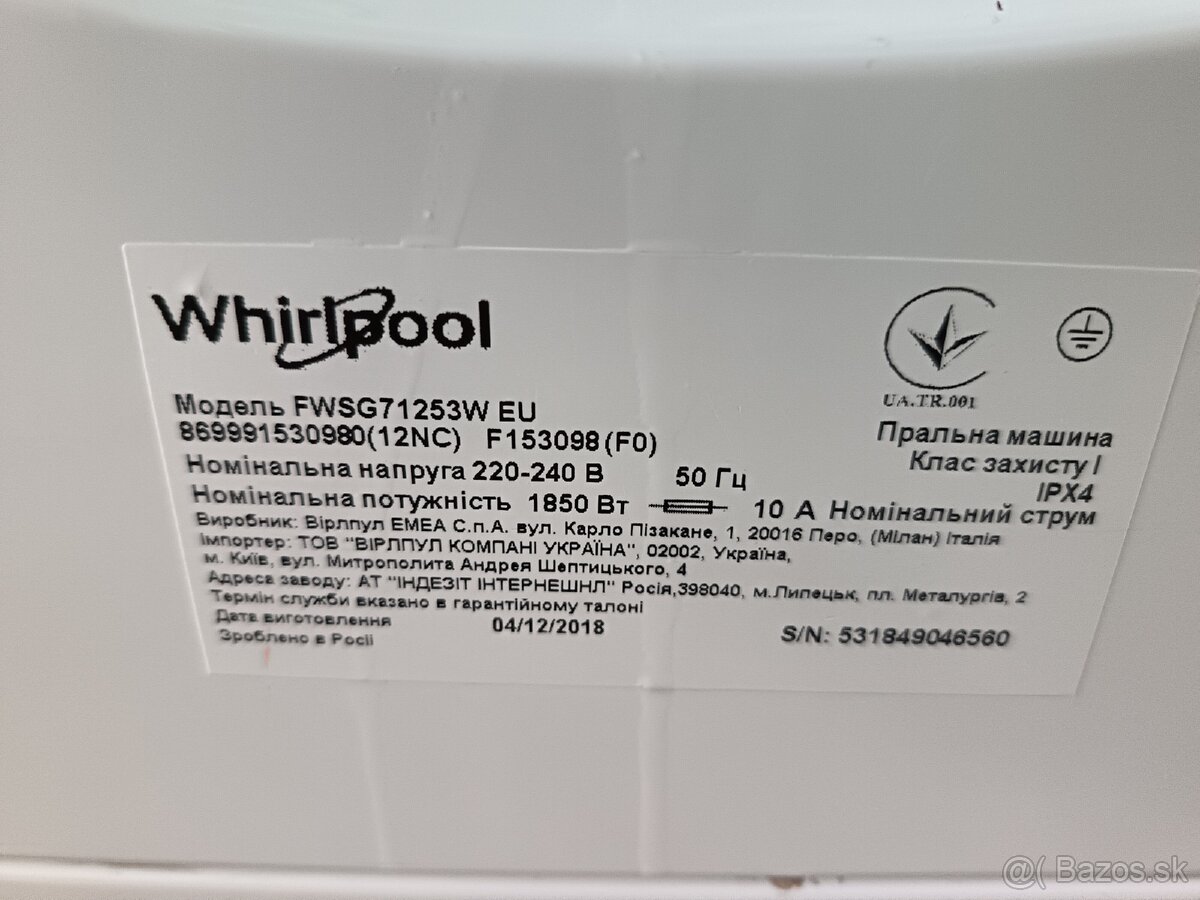 Whirlpool
UA.TR.001
Модель FWSG71253W EU
869991530980(12NC) F153098(F0)
Пральна машина
Клас захисту I
IPX4
Номінальна напруга 220-240 В 50 Гц
Номінальна потужність 1850 Вт 10 А Номінальний струм
Виробник: Вірлпул ЕМЕА С.п.А. вул. Карло Пізакане, 1, 20016 Перо, (Мілан) Італія
Імпортер: ТОВ "ВІРЛПУЛ КОМПАНІ УКРАЇНА", 02002, Україна,
м. Київ, вул. Митрополита Андрея Шептицького, 4
Адреса заводу: АТ "ІНДЕЗІТ ІНТЕРНЕШНЛ" Росія,398040, м.Липецьк, пл. Металургів, 2
Термін служби вказано в гарантійному талоні
Дата виготовлення 04/12/2018
Зроблено в Росії
S/N: 531849046560
@( Bazos.sk